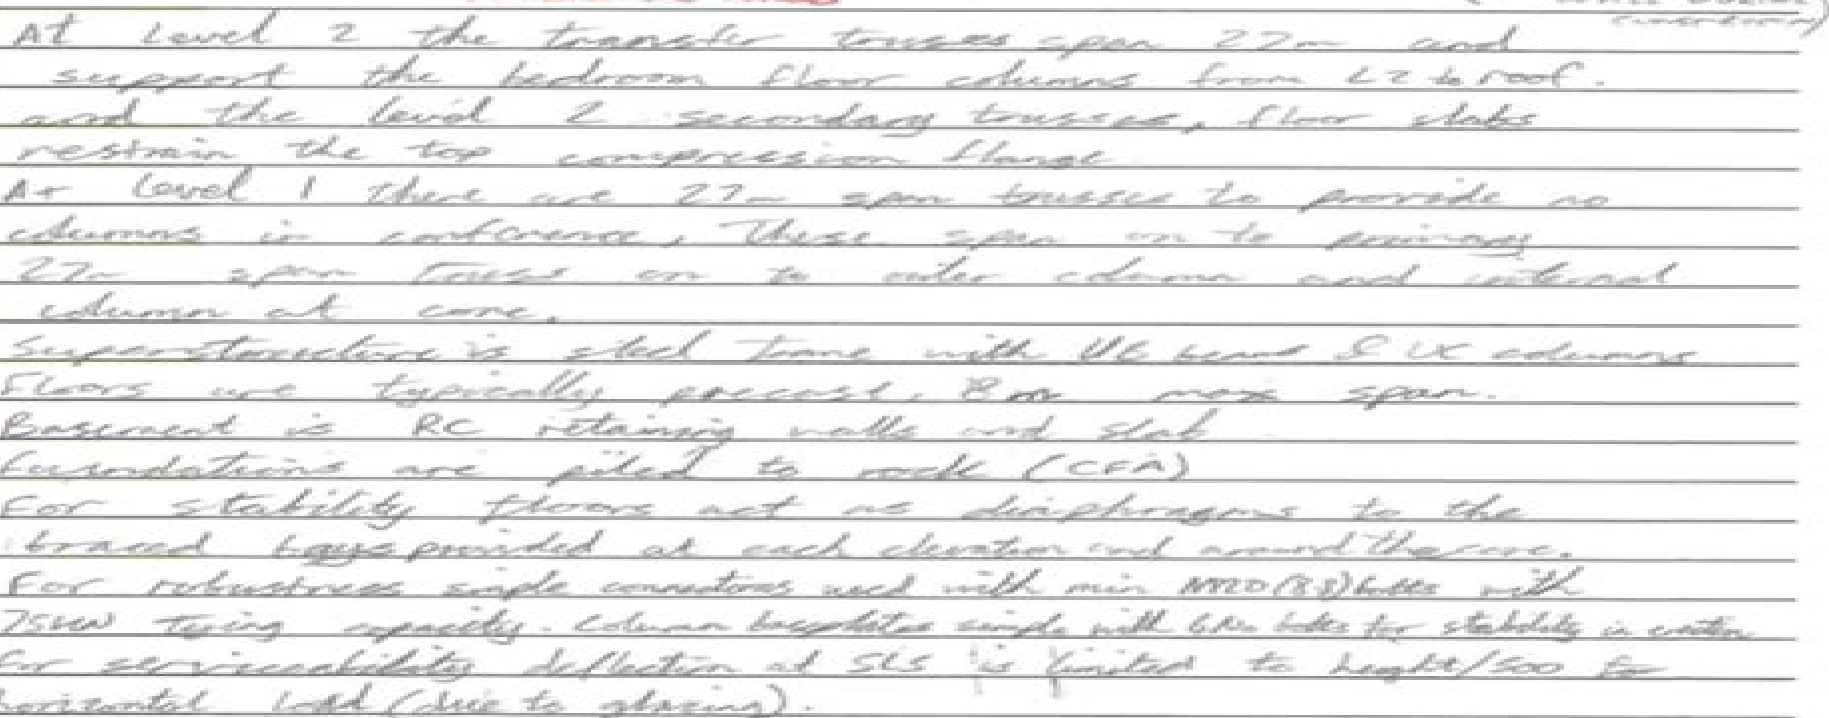 At Level 2 the transfer trusses span 27m and
support the bedroom floor columns from L2 to roof.
and the level 2 secondary trusses, floor slabs
restrain the top compression flange
At Level 1 there are 27m span trusses to provide no
columns in conference, These span on to primary
27m span truss on to outer column and internal
column at core.
Superstructure is steel frame with UB beams & UC columns
Floors are typically precast, 8m max span.
Basement is RC retaining walls and slab
foundations are piled to rock (CFA)
For stability floors act as diaphragms to the
braced bays provided at each elevation and around the core.
For robustness simple connections used with min M20 (8.8) bolts with
75kN Tying capacity. Column baseplates simple with bolts for stability in
For serviceability deflection at SLS is limited to height/500 for
horizontal load (due to glazing).